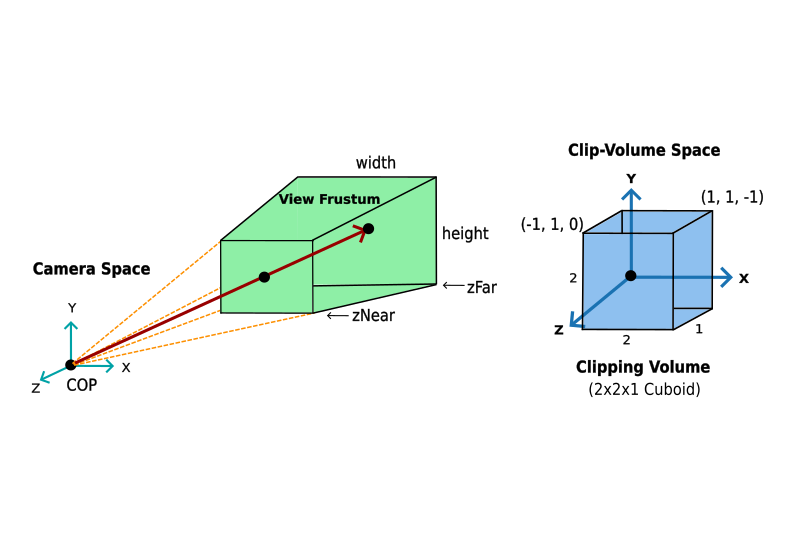 Camera Space
Y
X
Z
COP
width
View Frustum
height
←zFar
←zNear
Clip-Volume Space
Y
(1, 1, -1)
(-1, 1, 0)
2
X
Z
2
1
Clipping Volume
(2x2x1 Cuboid)